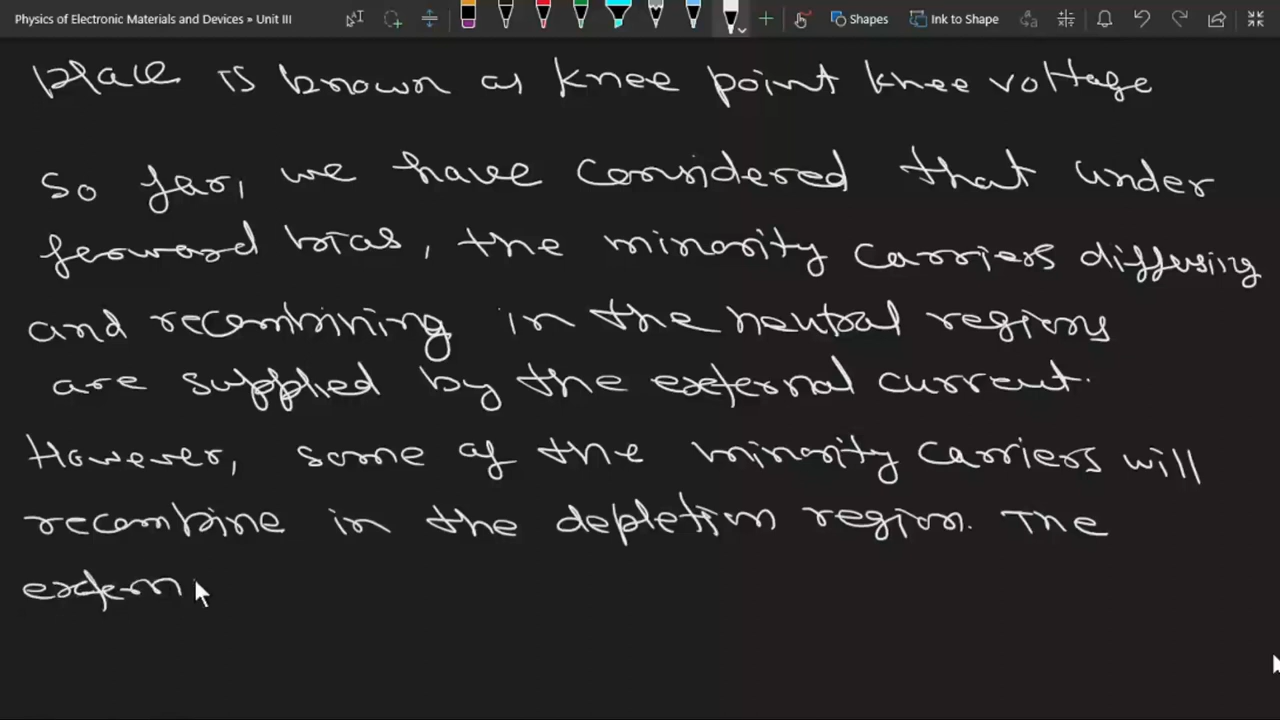 Physics of Electronic Materials and Devices » Unit III
Shapes
Ink to Shape
place is known as knee point knee voltage
So far, we have considered that under
forward bias, the minority carriers diffusing
and recombining in the neutral regions
are supplied by the external current.
However, some of the minority carriers will
recombine in the depletion region. The
extern